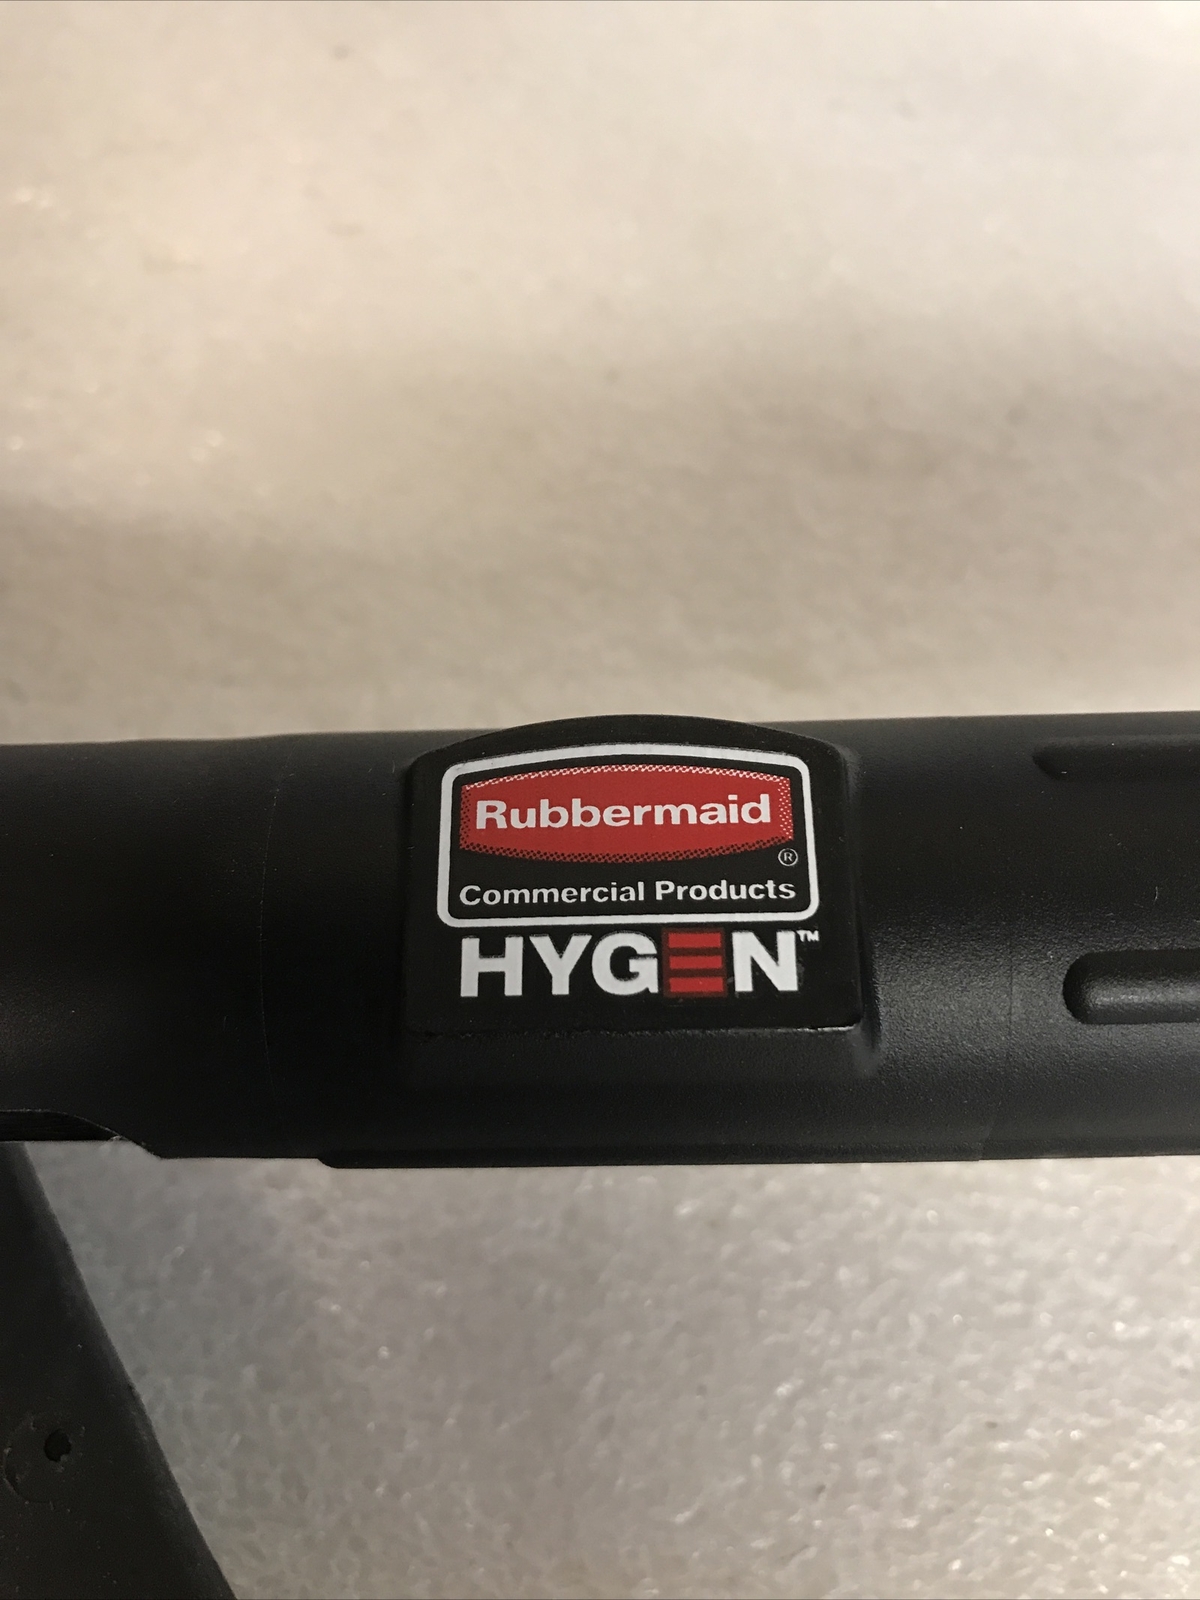 Rubbermaid
®
Commercial Products
HYGEN™